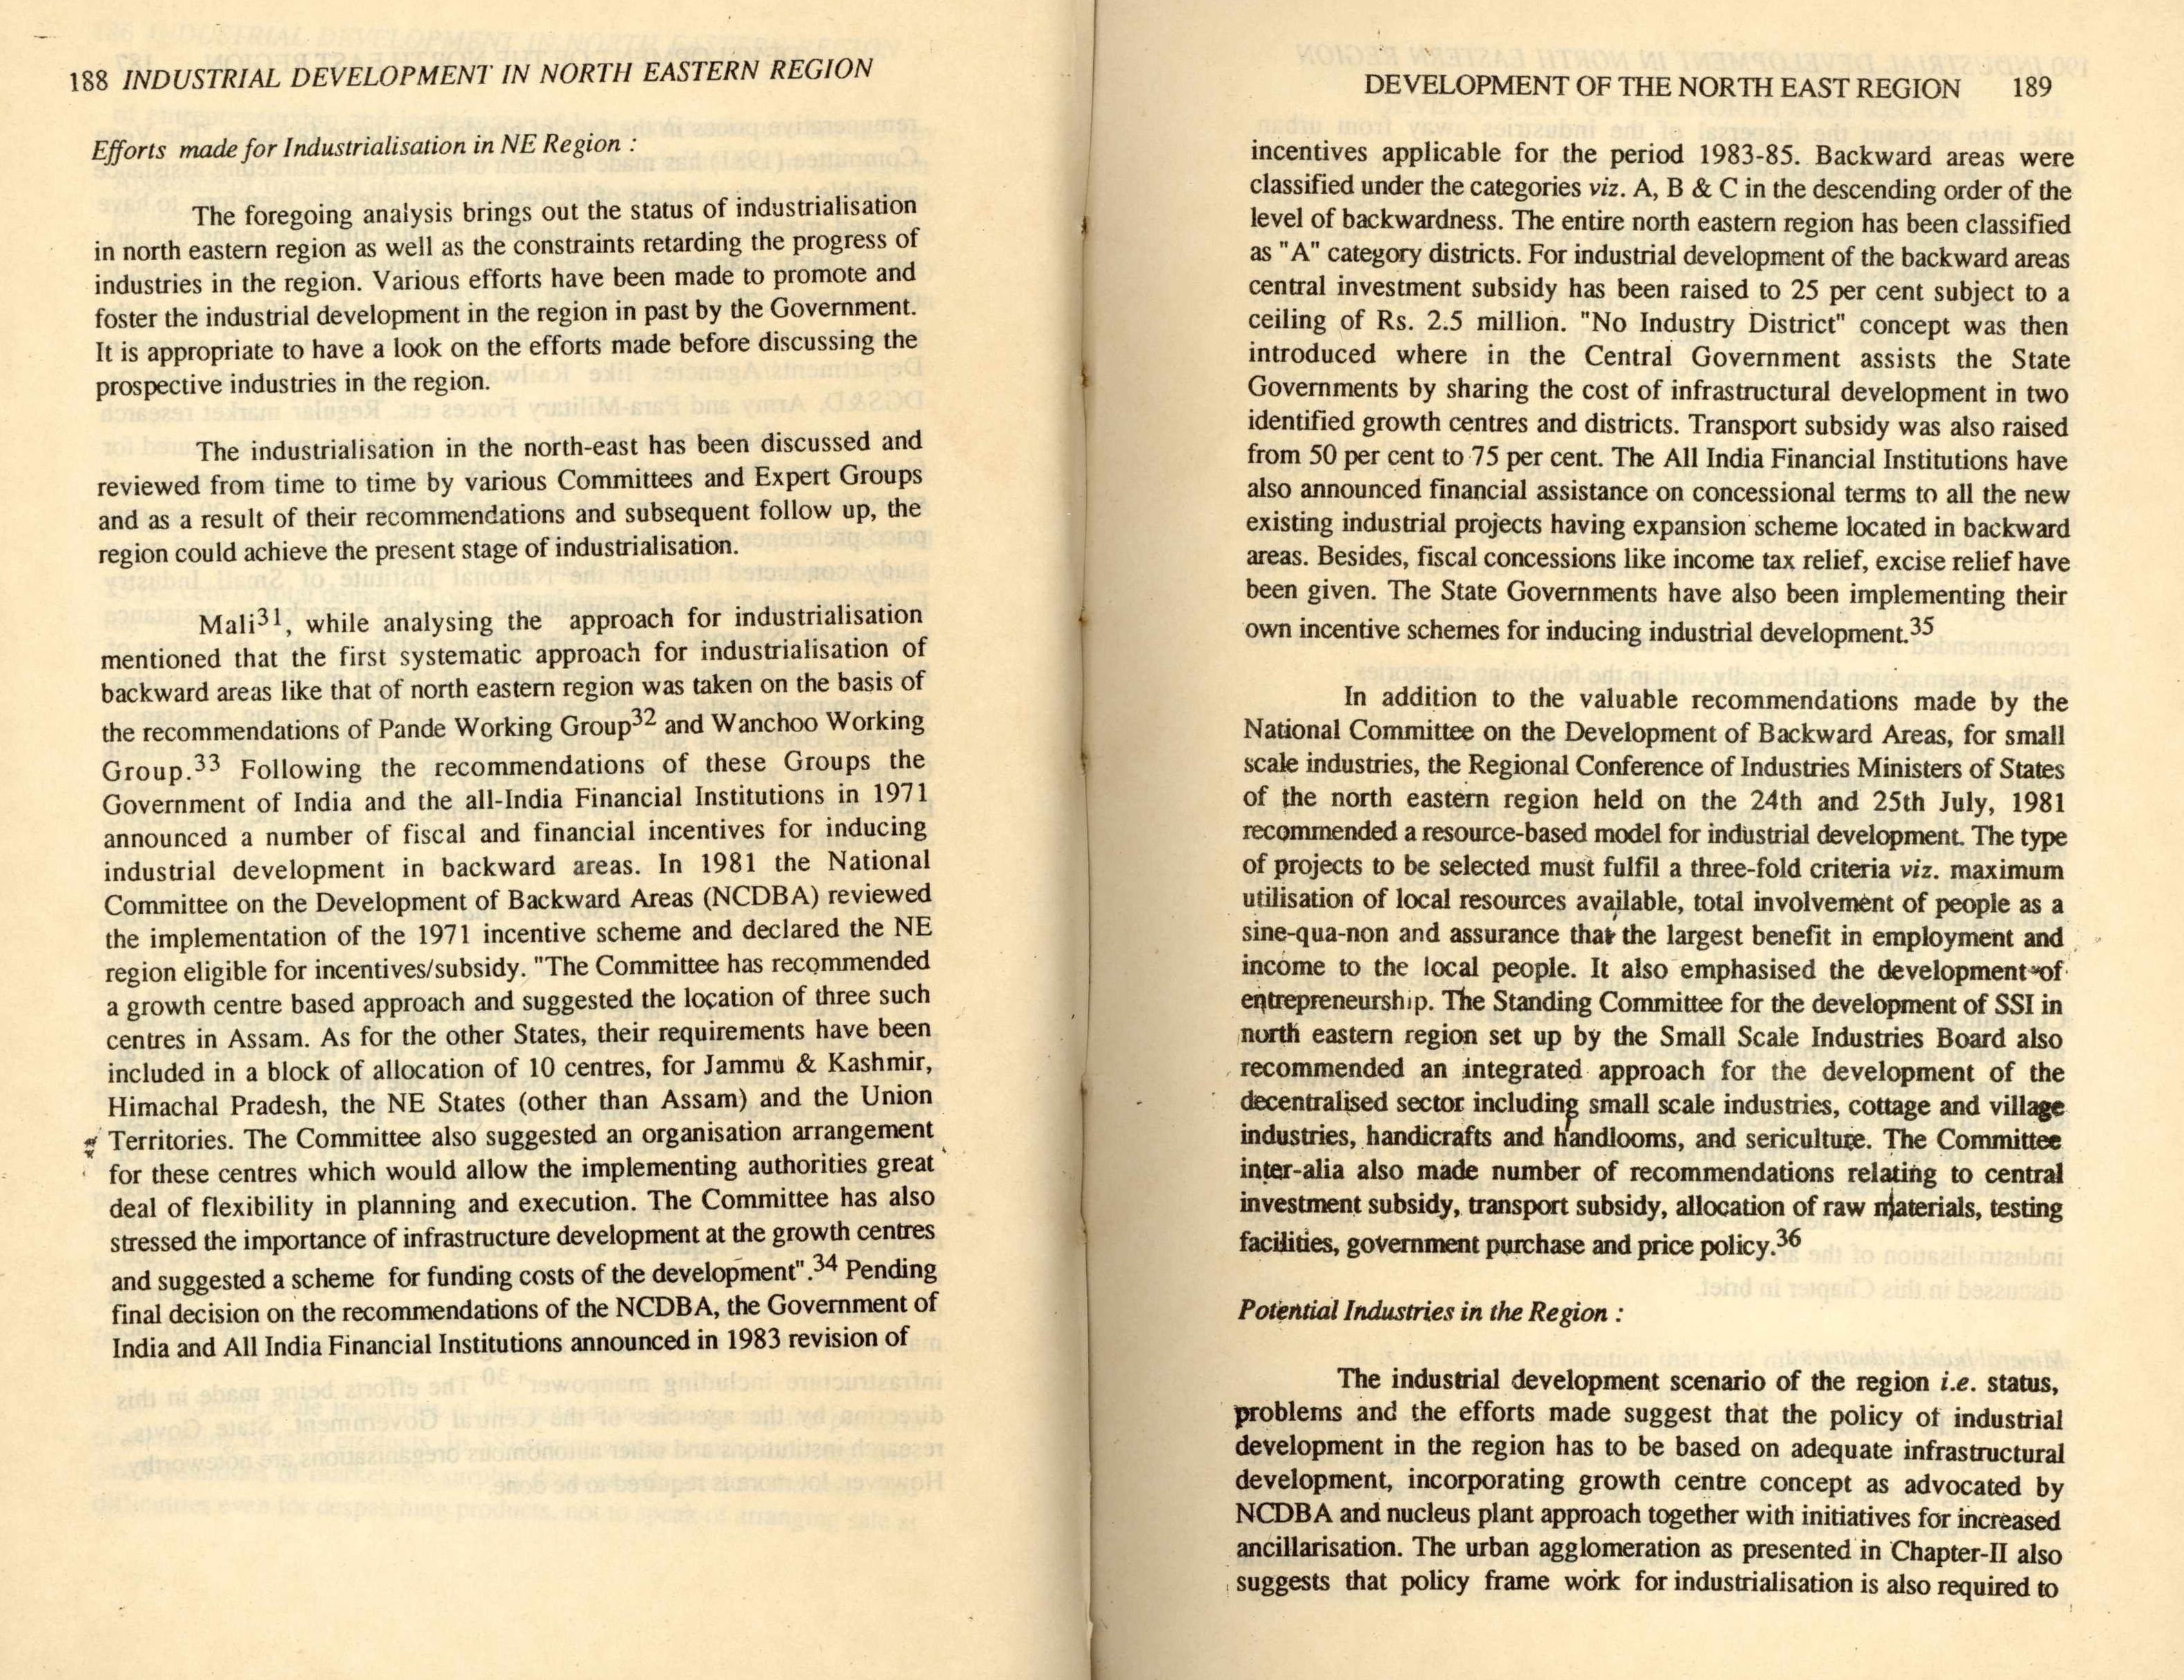 188 INDUSTRIAL DEVELOPMENT IN NORTH EASTERN REGION
Efforts made for Industrialisation in NE Region :
The foregoing analysis brings out the status of industrialisation
in north eastern region as well as the constraints retarding the progress of
industries in the region. Various efforts have been made to promote and
foster the industrial development in the region in past by the Government.
It is appropriate to have a look on the efforts made before discussing the
prospective industries in the region.
The industrialisation in the north-east has been discussed and
reviewed from time to time by various Committees and Expert Groups
and as a result of their recommendations and subsequent follow up, the
region could achieve the present stage of industrialisation.
Mali31, while analysing the approach for industrialisation
mentioned that the first systematic approach for industrialisation of
backward areas like that of north eastern region was taken on the basis of
the recommendations of Pande Working Group32 and Wanchoo Working
Group.33 Following the recommendations of these Groups the
Government of India and the all-India Financial Institutions in 1971
announced a number of fiscal and financial incentives for inducing
industrial development in backward areas. In 1981 the National
Committee on the Development of Backward Areas (NCDBA) reviewed
the implementation of the 1971 incentive scheme and declared the NE
region eligible for incentives/subsidy. "The Committee has recommended
a growth centre based approach and suggested the location of three such
centres in Assam. As for the other States, their requirements have been
included in a block of allocation of 10 centres, for Jammu & Kashmir,
Himachal Pradesh, the NE States (other than Assam) and the Union
Territories. The Committee also suggested an organisation arrangement
for these centres which would allow the implementing authorities great
deal of flexibility in planning and execution. The Committee has also
stressed the importance of infrastructure development at the growth centres
and suggested a scheme for funding costs of the development".34 Pending
final decision on the recommendations of the NCDBA, the Government of
India and All India Financial Institutions announced in 1983 revision of
DEVELOPMENT OF THE NORTH EAST REGION 189
incentives applicable for the period 1983-85. Backward areas were
classified under the categories viz. A, B & C in the descending order of the
level of backwardness. The entire north eastern region has been classified
as "A" category districts. For industrial development of the backward areas
central investment subsidy has been raised to 25 per cent subject to a
ceiling of Rs. 2.5 million. "No Industry District" concept was then
introduced where in the Central Government assists the State
Governments by sharing the cost of infrastructural development in two
identified growth centres and districts. Transport subsidy was also raised
from 50 per cent to 75 per cent. The All India Financial Institutions have
also announced financial assistance on concessional terms to all the new
existing industrial projects having expansion scheme located in backward
areas. Besides, fiscal concessions like income tax relief, excise relief have
been given. The State Governments have also been implementing their
own incentive schemes for inducing industrial development.35
In addition to the valuable recommendations made by the
National Committee on the Development of Backward Areas, for small
scale industries, the Regional Conference of Industries Ministers of States
of the north eastern region held on the 24th and 25th July, 1981
recommended a resource-based model for industrial development. The type
of projects to be selected must fulfil a three-fold criteria viz. maximum
utilisation of local resources available, total involvement of people as a
sine-qua-non and assurance that the largest benefit in employment and
income to the local people. It also emphasised the development of
entrepreneurship. The Standing Committee for the development of SSI in
north eastern region set up by the Small Scale Industries Board also
recommended an integrated approach for the development of the
decentralised sector including small scale industries, cottage and village
industries, handicrafts and handlooms, and sericulture. The Committee
inter-alia also made number of recommendations relating to central
investment subsidy, transport subsidy, allocation of raw materials, testing
facilities, government purchase and price policy.36
Potential Industries in the Region :
The industrial development scenario of the region i.e. status,
problems and the efforts made suggest that the policy of industrial
development in the region has to be based on adequate infrastructural
development, incorporating growth centre concept as advocated by
NCDBA and nucleus plant approach together with initiatives for increased
ancillarisation. The urban agglomeration as presented in Chapter-II also
suggests that policy frame work for industrialisation is also required to